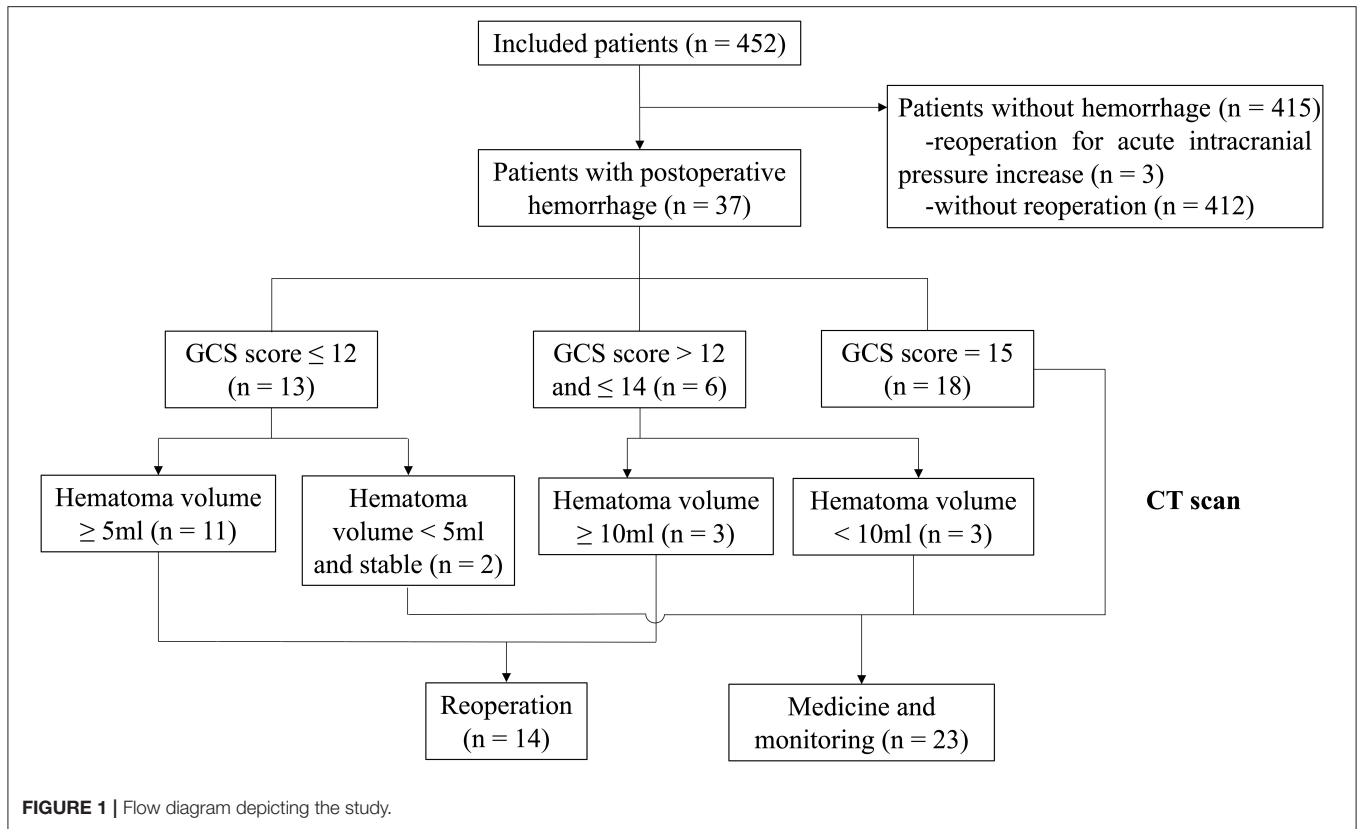 Included patients (n = 452)
Patients without hemorrhage (n = 415)
-reoperation for acute intracranial
pressure increase (n = 3)
-without reoperation (n = 412)
Patients with postoperative
hemorrhage (n = 37)
GCS score ≤ 12
(n = 13)
GCS score > 12
and ≤ 14 (n = 6)
GCS score = 15
(n = 18)
Hematoma volume
≥ 5ml (n = 11)
Hematoma
volume < 5ml
and stable (n = 2)
Hematoma volume
≥ 10ml (n = 3)
Hematoma volume
< 10ml (n = 3)
CT scan
Reoperation
(n = 14)
Medicine and
monitoring (n = 23)
FIGURE 1 | Flow diagram depicting the study.